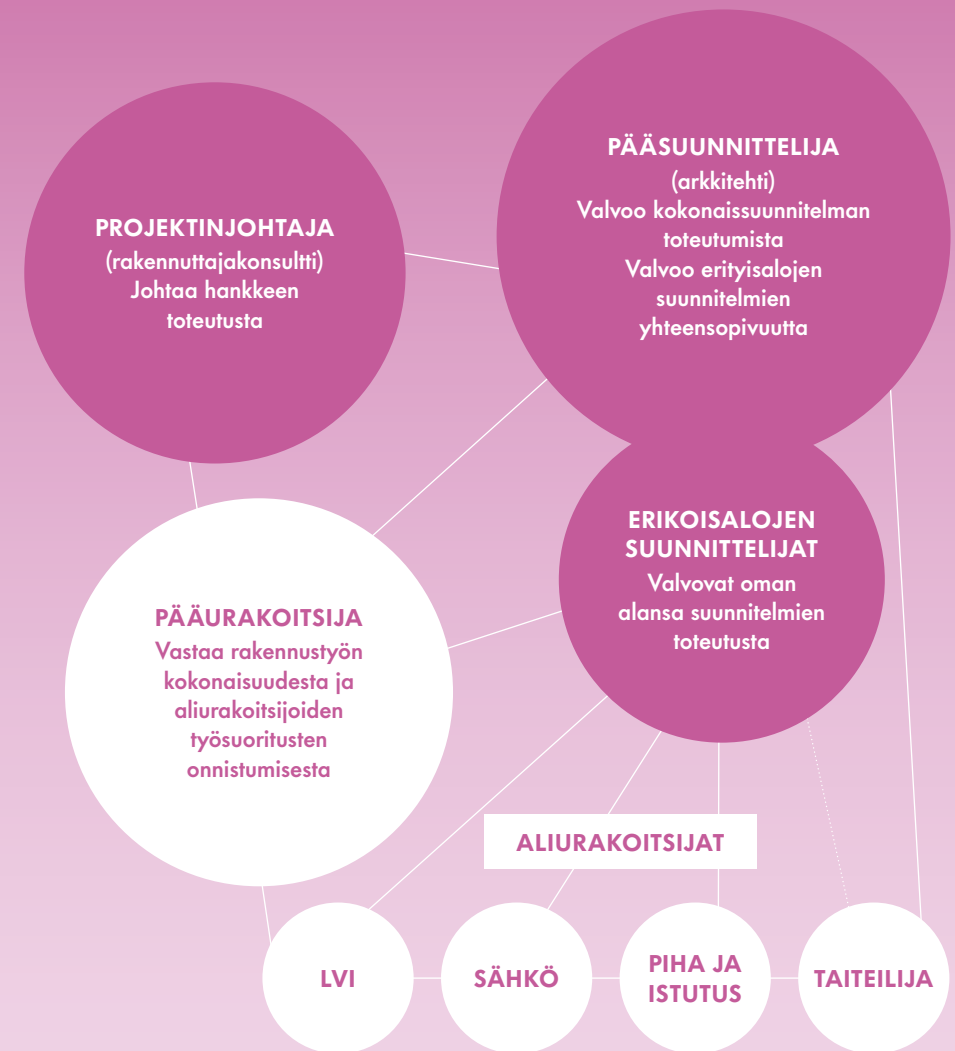 PROJEKTINJOHTAJA
(rakennuttajakonsultti)
Johtaa hankkeen
toteutusta
PÄÄSUUNNITTELIJA
(arkkitehti)
Valvoo kokonaissuunnitelman
toteutumista
Valvoo erityisalojen
suunnitelmien
yhteensopivuutta
PÄÄURAKOITSIJA
Vastaa rakennustyön
kokonaisuudesta ja
aliurakoitsijoiden
työsuoritusten
onnistumisesta
ERIKOISALOJEN
SUUNNITTELIJAT
Valvovat oman
alansa suunnitelmien
toteutusta
ALIURAKOITSIJAT
LVI
SÄHKÖ
PIHA JA
ISTUTUS
TAITEILIJA